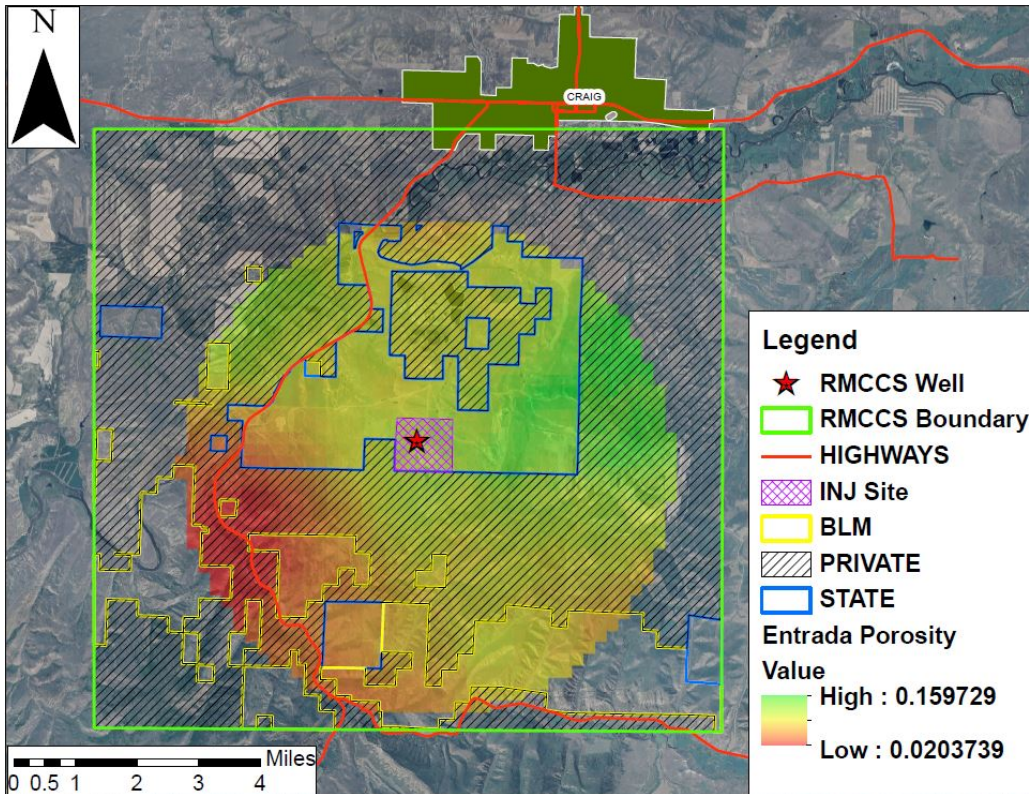 N
CRAIG
Legend
RMCCS Well
RMCCS Boundary
HIGHWAYS
INJ Site
BLM
PRIVATE
STATE
Entrada Porosity
Value
High : 0.159729
Low : 0.0203739
Miles
0 0.5 1 2 3 4